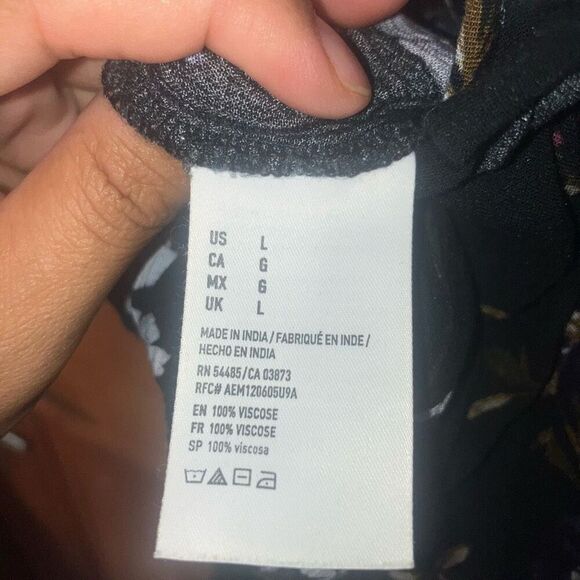 US L
CA G
MX G
UK L
MADE IN INDIA / FABRIQUÉ EN INDE /
HECHO EN INDIA
RN 54485 / CA 03873
RFC# AEM120605U9A
EN 100% VISCOSE
FR 100% VISCOSE
SP 100% viscosa